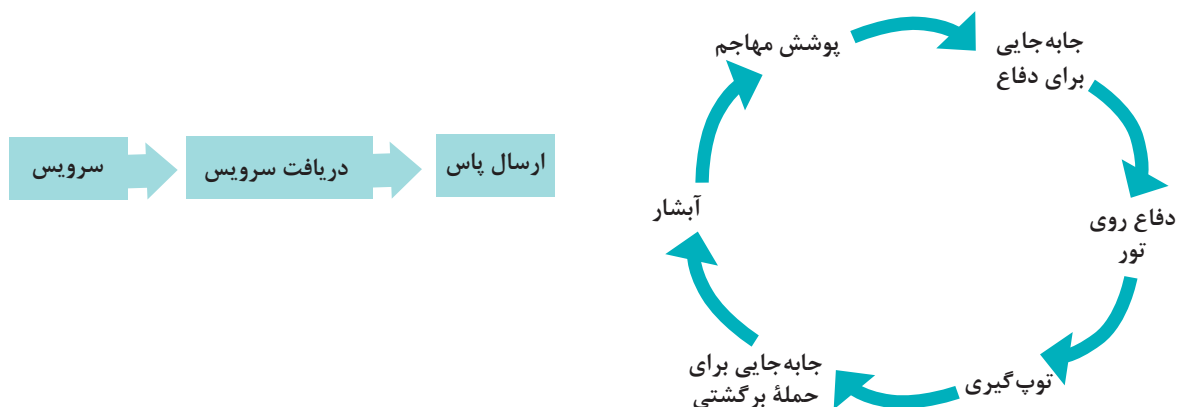 سرویس
دریافت سرویس
ارسال پاس
پوشش مهاجم
جابه‌جایی
برای دفاع
دفاع روی
تور
توپ‌گیری
جابه‌جایی برای
حملۀ برگشتی
آبشار